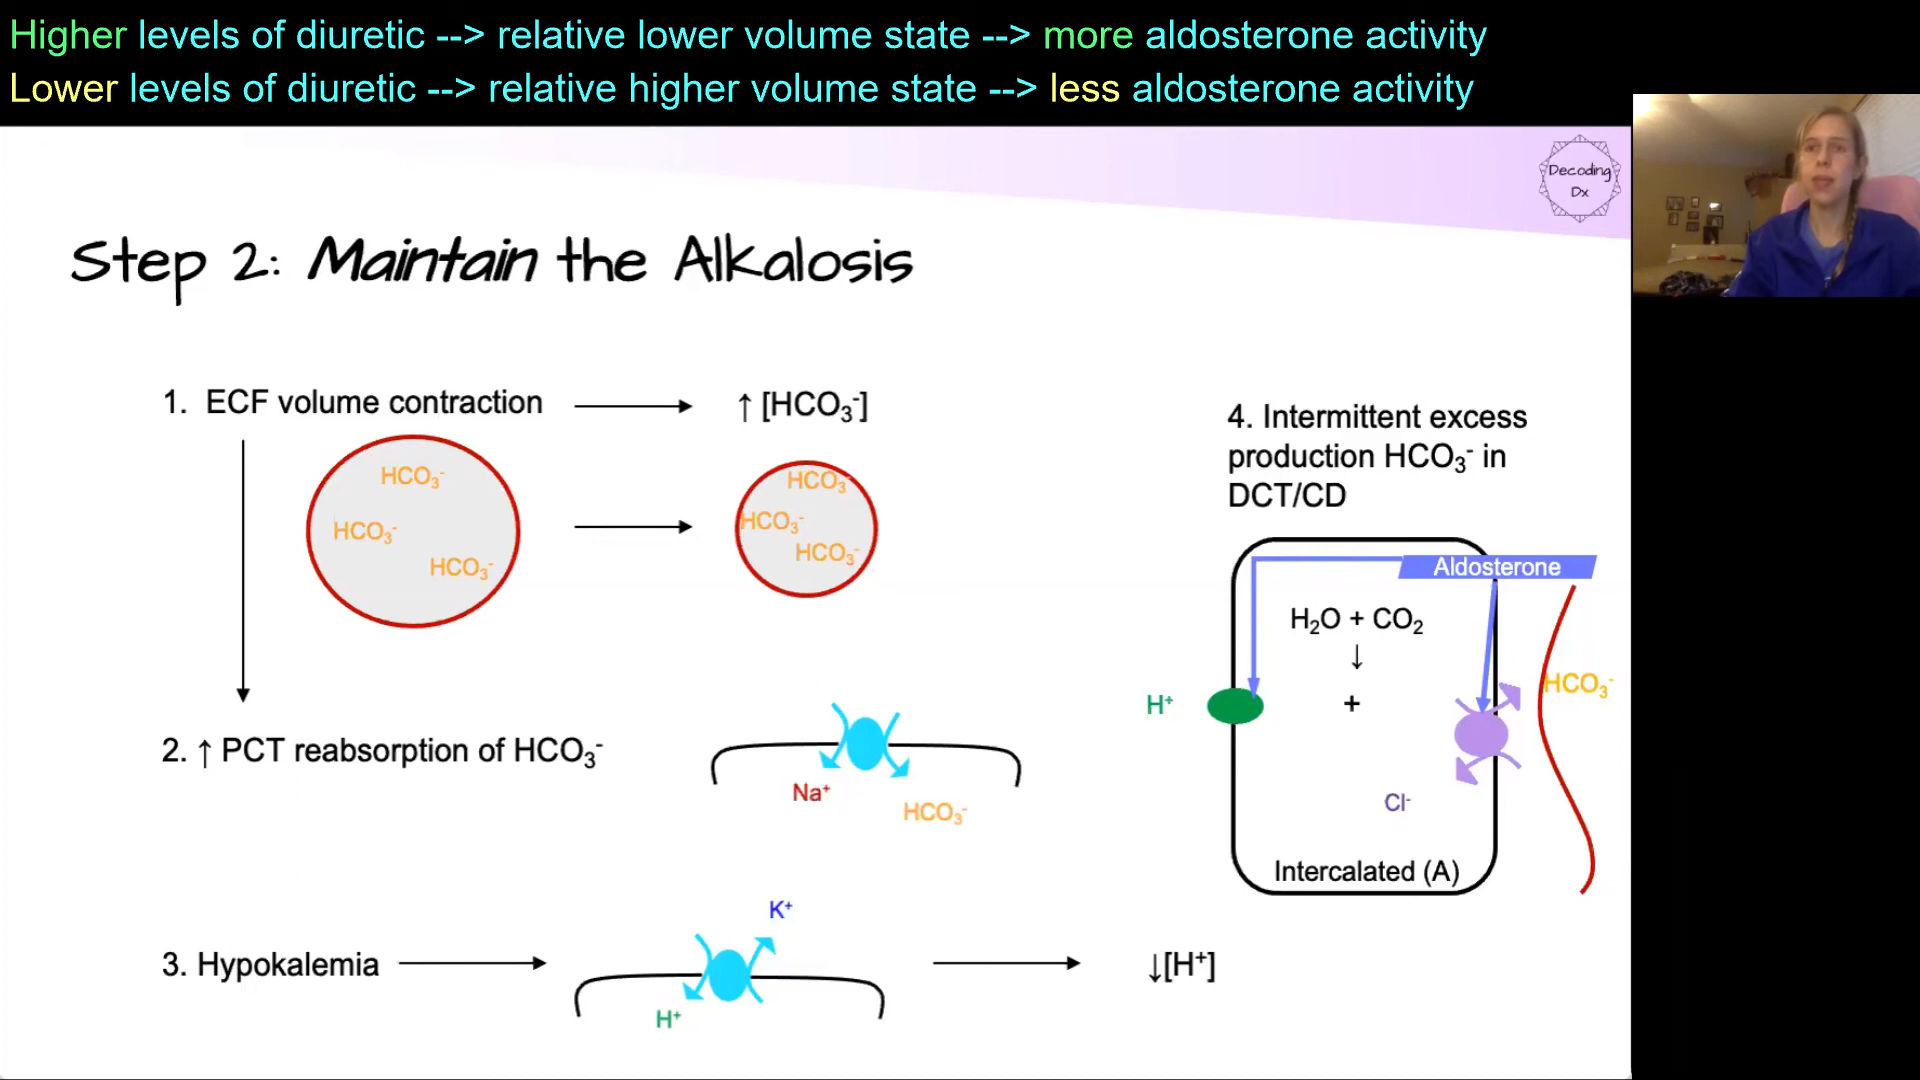 Higher levels of diuretic --> relative lower volume state --> more aldosterone activity
Lower levels of diuretic --> relative higher volume state --> less aldosterone activity
Decoding
Dx
Step 2: Maintain the Alkalosis
1. ECF volume contraction
↑ [HCO₃⁻]
HCO₃⁻
HCO₃⁻
HCO₃⁻
HCO₃⁻
HCO₃⁻
HCO₃⁻
2. ↑ PCT reabsorption of HCO₃⁻
Na⁺
HCO₃⁻
3. Hypokalemia
K⁺
H⁺
↓[H⁺]
4. Intermittent excess
production HCO₃⁻ in
DCT/CD
Aldosterone
H₂O + CO₂
↓
H⁺
+
HCO₃⁻
Cl⁻
Intercalated (A)